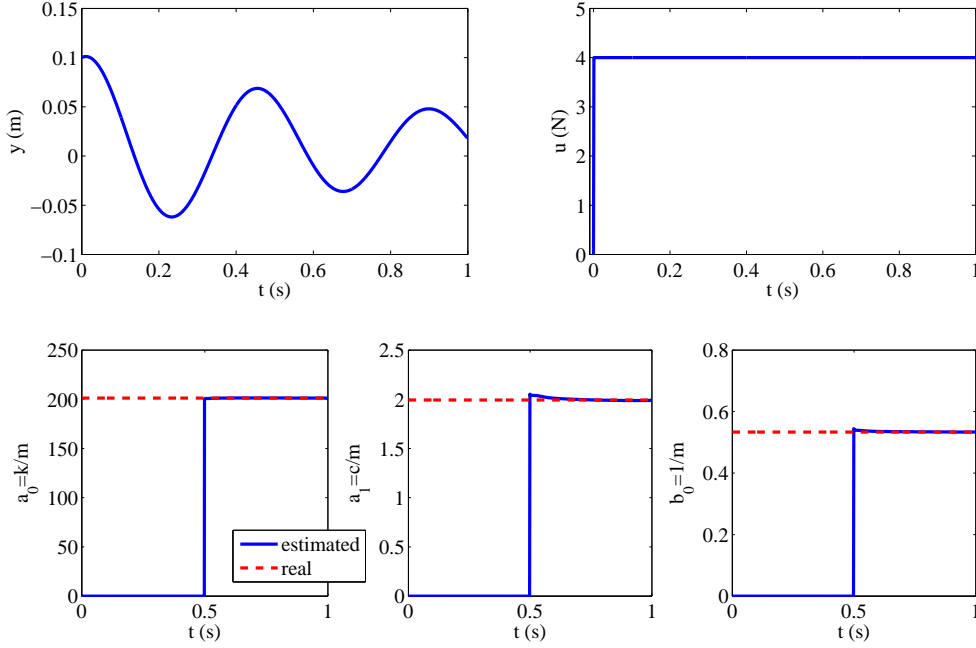 0.15
0.1
0.05
0
−0.05
−0.1
y (m)
0 0.2 0.4 0.6 0.8 1
t (s)
5
4
3
2
1
0
u (N)
0 0.2 0.4 0.6 0.8 1
t (s)
250
200
150
100
50
0
a0=k/m
0 0.5 1
t (s)
estimated
real
2.5
2
1.5
1
0.5
0
a1=c/m
0 0.5 1
t (s)
0.8
0.6
0.4
0.2
0
b0=1/m
0 0.5 1
t (s)